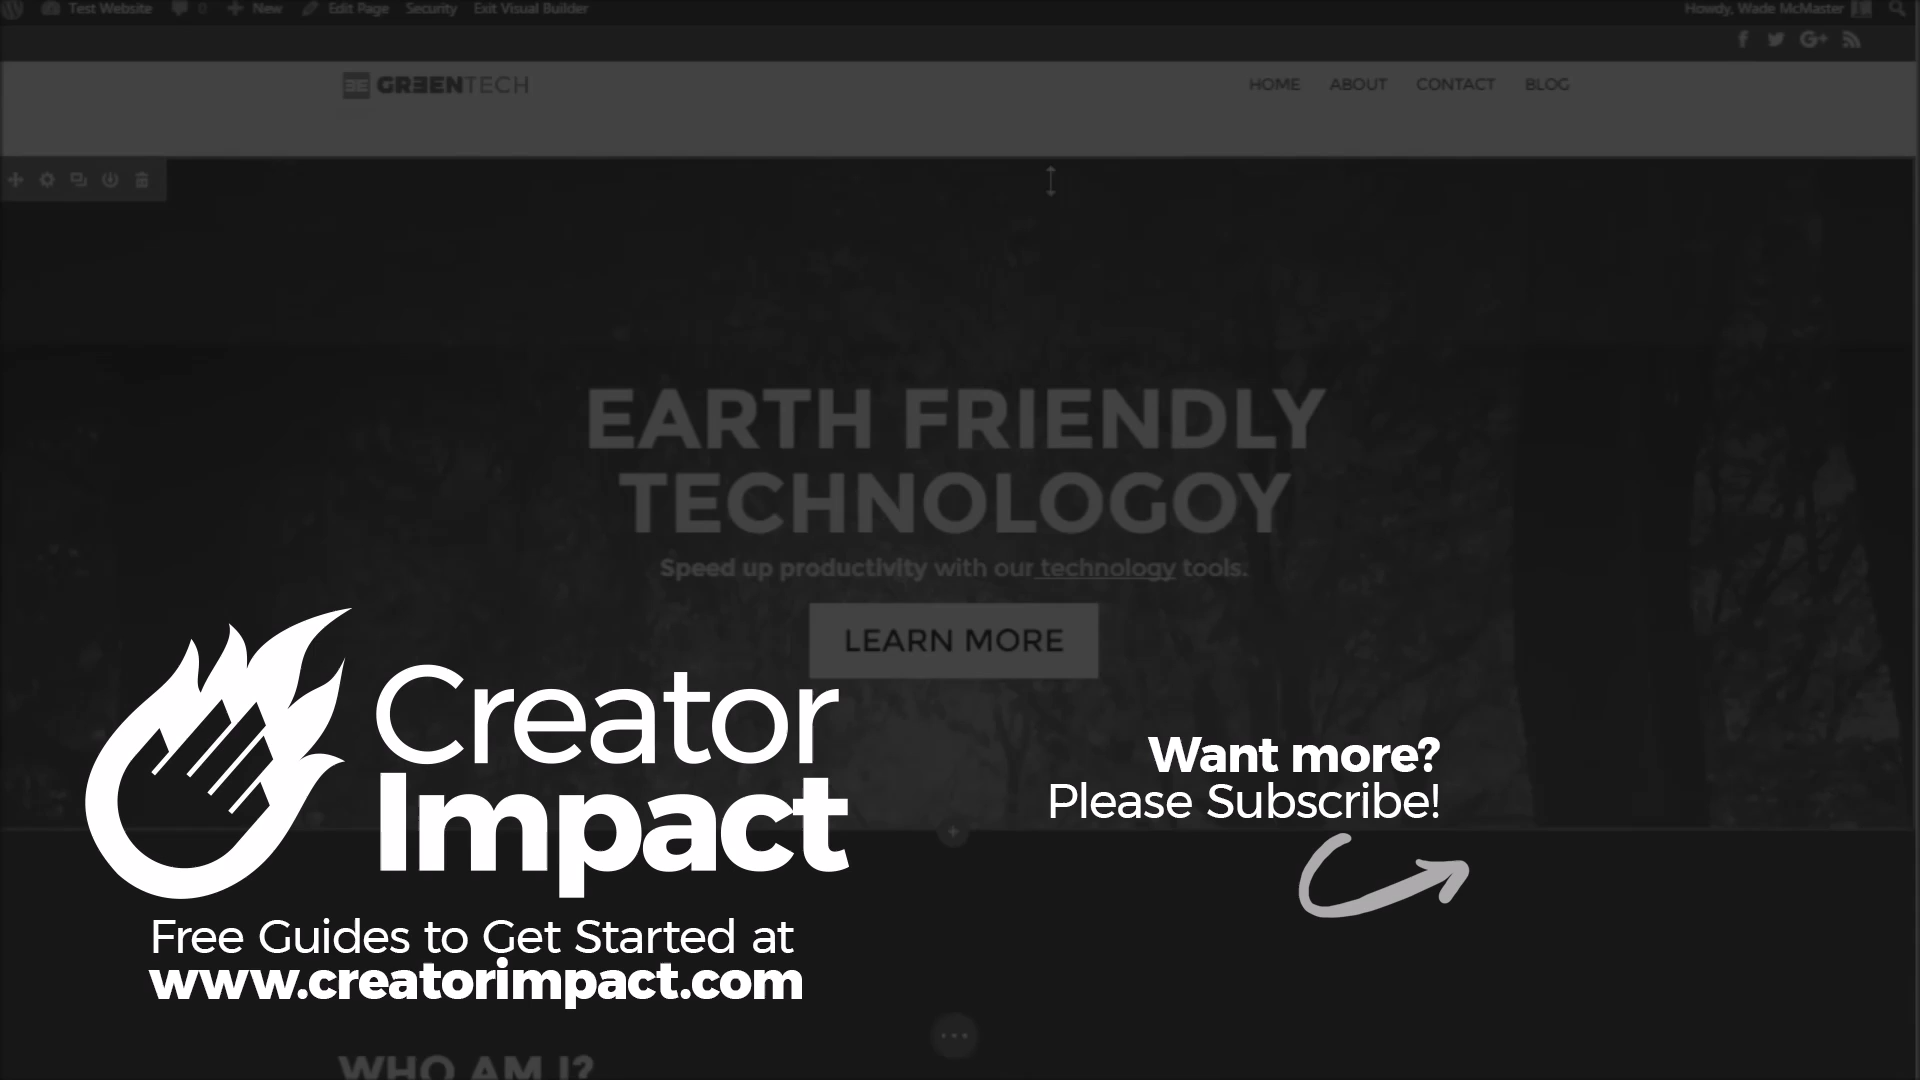 Test Website 0 New Edit Page Security Exit Visual Builder Howdy, Wade McMaster
GREENTECH HOME ABOUT CONTACT BLOG
EARTH FRIENDLY
TECHNOLOGOY
Speed up productivity with our technology tools.
LEARN MORE
Creator
Impact
Free Guides to Get Started at
www.creatorimpact.com
Want more?
Please Subscribe!
WHO AM I?